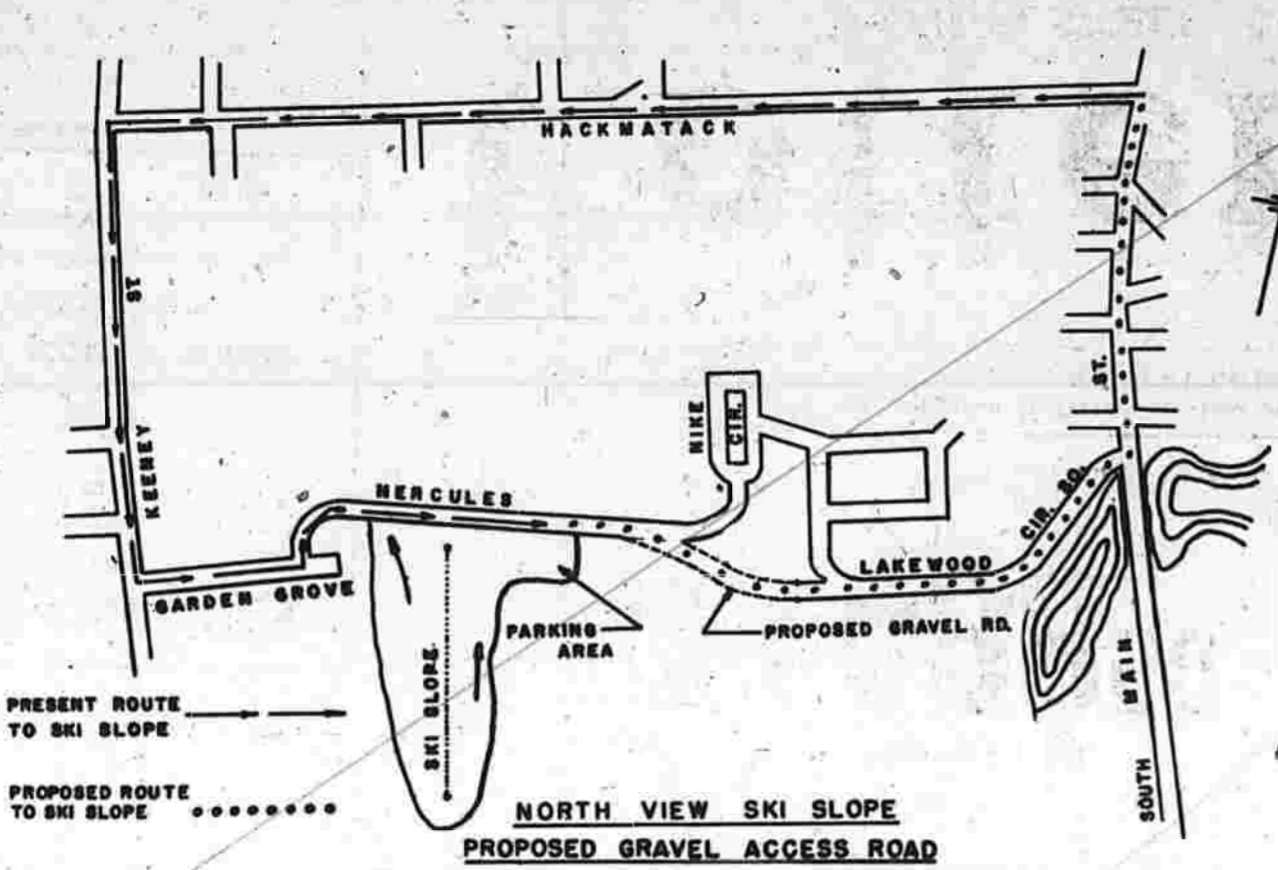 HACKMATACK
ST
KEENEY
ST.
NIKE
CIR.
HERCULES
CIR. SO.
LAKEWOOD
GARDEN GROVE
PARKING
AREA
PROPOSED GRAVEL RD.
SKI SLOPE
MAIN
SOUTH
PRESENT ROUTE
TO SKI SLOPE
PROPOSED ROUTE
TO SKI SLOPE
NORTH VIEW SKI SLOPE
PROPOSED GRAVEL ACCESS ROAD